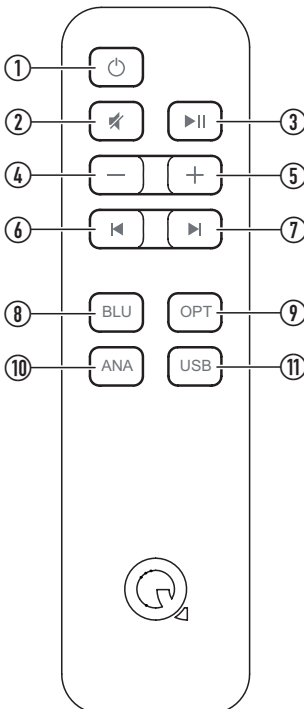 ①
② ③
④ ⑤
⑥ ⑦
⑧ BLU OPT ⑨
⑩ ANA USB ⑪